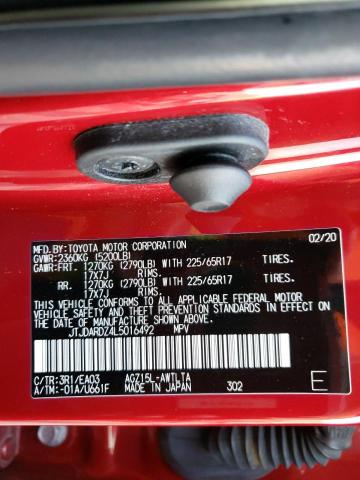 MFD.BY:TOYOTA MOTOR CORPORATION 02/20
GVWR:2360KG (5200LB)
GAWR:FRT. 1270KG (2790LB) WITH 225/65R17 TIRES.
17X7J RIMS.
RR. 1270KG (2790LB) WITH 225/65R17 TIRES.
17X7J RIMS.
THIS VEHICLE CONFORMS TO ALL APPLICABLE FEDERAL
MOTOR VEHICLE SAFETY, BUMPER, AND THEFT PREVENTION
STANDARDS IN EFFECT ON THE DATE OF MANUFACTURE SHOWN
ABOVE.
JTJDARDZ4L5016492 MPV
C/TR:3R1/EA03 AGZ15L-AWTLTA
A/TM:-01A/U661F MADE IN JAPAN 302 E